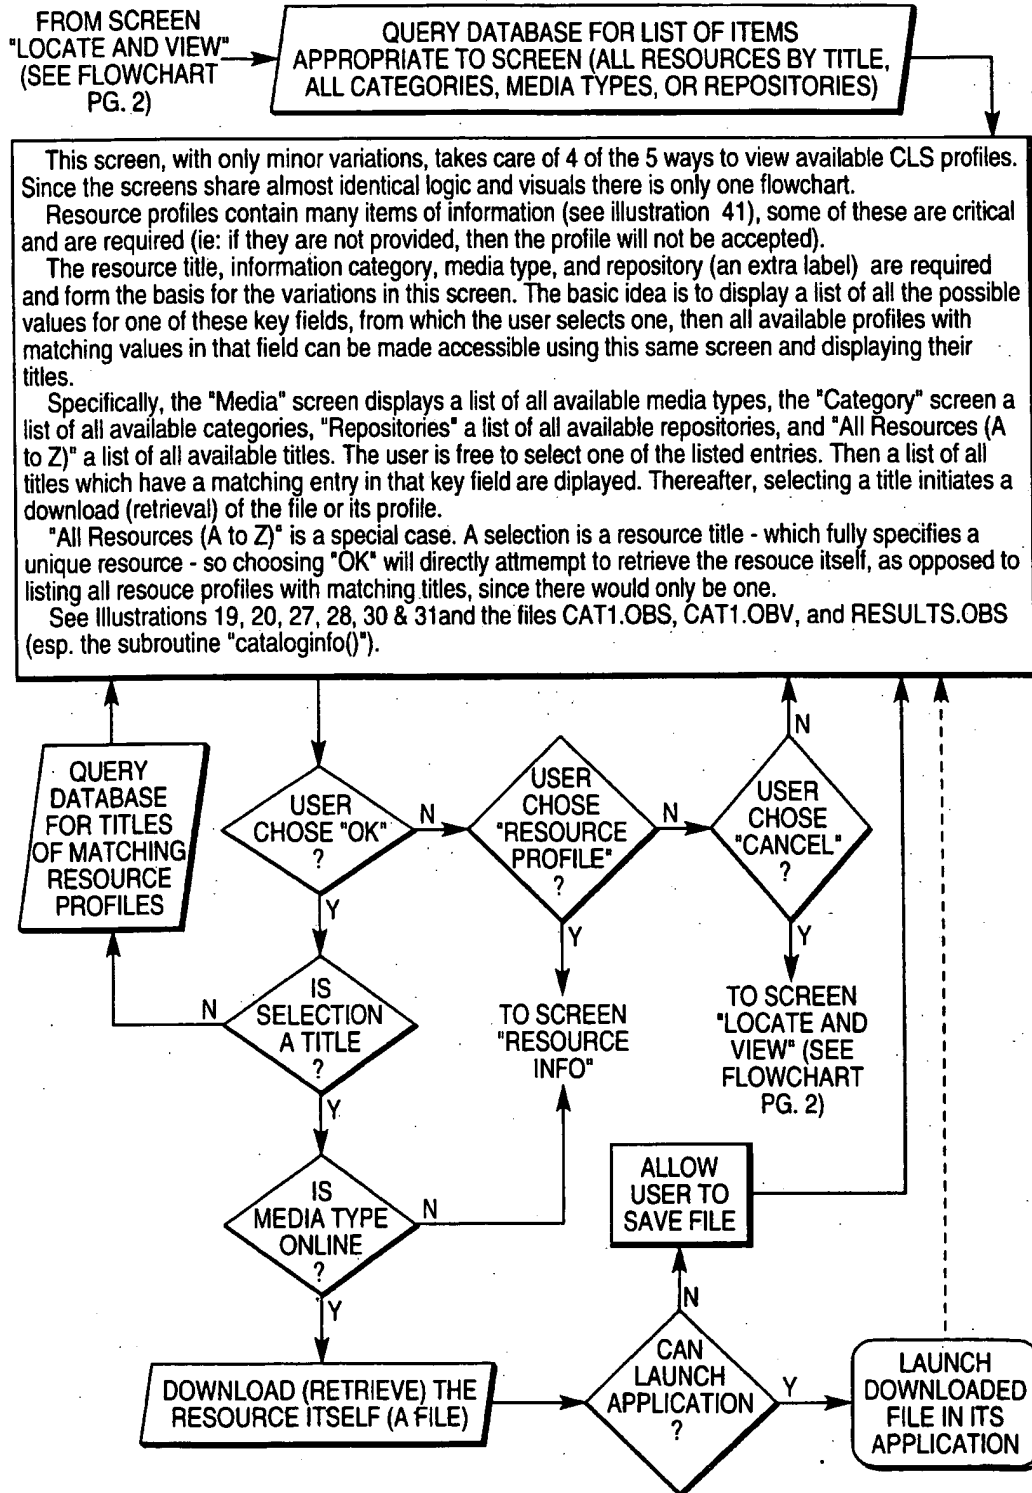 FROM SCREEN
"LOCATE AND VIEW"
(SEE FLOWCHART
PG. 2)
QUERY DATABASE FOR LIST OF ITEMS
APPROPRIATE TO SCREEN (ALL RESOURCES BY TITLE,
ALL CATEGORIES, MEDIA TYPES, OR REPOSITORIES)
This screen, with only minor variations, takes care of 4 of the 5 ways to view available CLS profiles.
Since the screens share almost identical logic and visuals there is only one flowchart.
Resource profiles contain many items of information (see illustration 41), some of these are critical
and are required (ie: if they are not provided, then the profile will not be accepted).
The resource title, information category, media type, and repository (an extra label) are required
and form the basis for the variations in this screen. The basic idea is to display a list of all the possible
values for one of these key fields, from which the user selects one, then all available profiles with
matching values in that field can be made accessible using this same screen and displaying their
titles.
Specifically, the "Media" screen displays a list of all available media types, the "Category" screen a
list of all available categories, "Repositories" a list of all available repositories, and "All Resources (A
to Z)" a list of all available titles. The user is free to select one of the listed entries. Then a list of all
titles which have a matching entry in that key field are diplayed. Thereafter, selecting a title initiates a
download (retrieval) of the file or its profile.
"All Resources (A to Z)" is a special case. A selection is a resource title - which fully specifies a
unique resource - so choosing "OK" will directly attmempt to retrieve the resouce itself, as opposed to
listing all resouce profiles with matching titles, since there would only be one.
See Illustrations 19, 20, 27, 28, 30 & 31and the files CAT1.OBS, CAT1.OBV, and RESULTS.OBS
(esp. the subroutine "cataloginfo()").
QUERY
DATABASE
FOR TITLES
OF MATCHING
RESOURCE
PROFILES
USER
CHOSE "OK"
?
N
Y
USER
CHOSE
"RESOURCE
PROFILE"
?
N
Y
USER
CHOSE
"CANCEL"
?
N
Y
IS
SELECTION
A TITLE
?
N
Y
TO SCREEN
"RESOURCE
INFO"
TO SCREEN
"LOCATE AND
VIEW" (SEE
FLOWCHART
PG. 2)
IS
MEDIA TYPE
ONLINE
?
N
Y
ALLOW
USER TO
SAVE FILE
DOWNLOAD (RETRIEVE) THE
RESOURCE ITSELF (A FILE)
N
CAN
LAUNCH
APPLICATION
?
Y
LAUNCH
DOWNLOADED
FILE IN ITS
APPLICATION